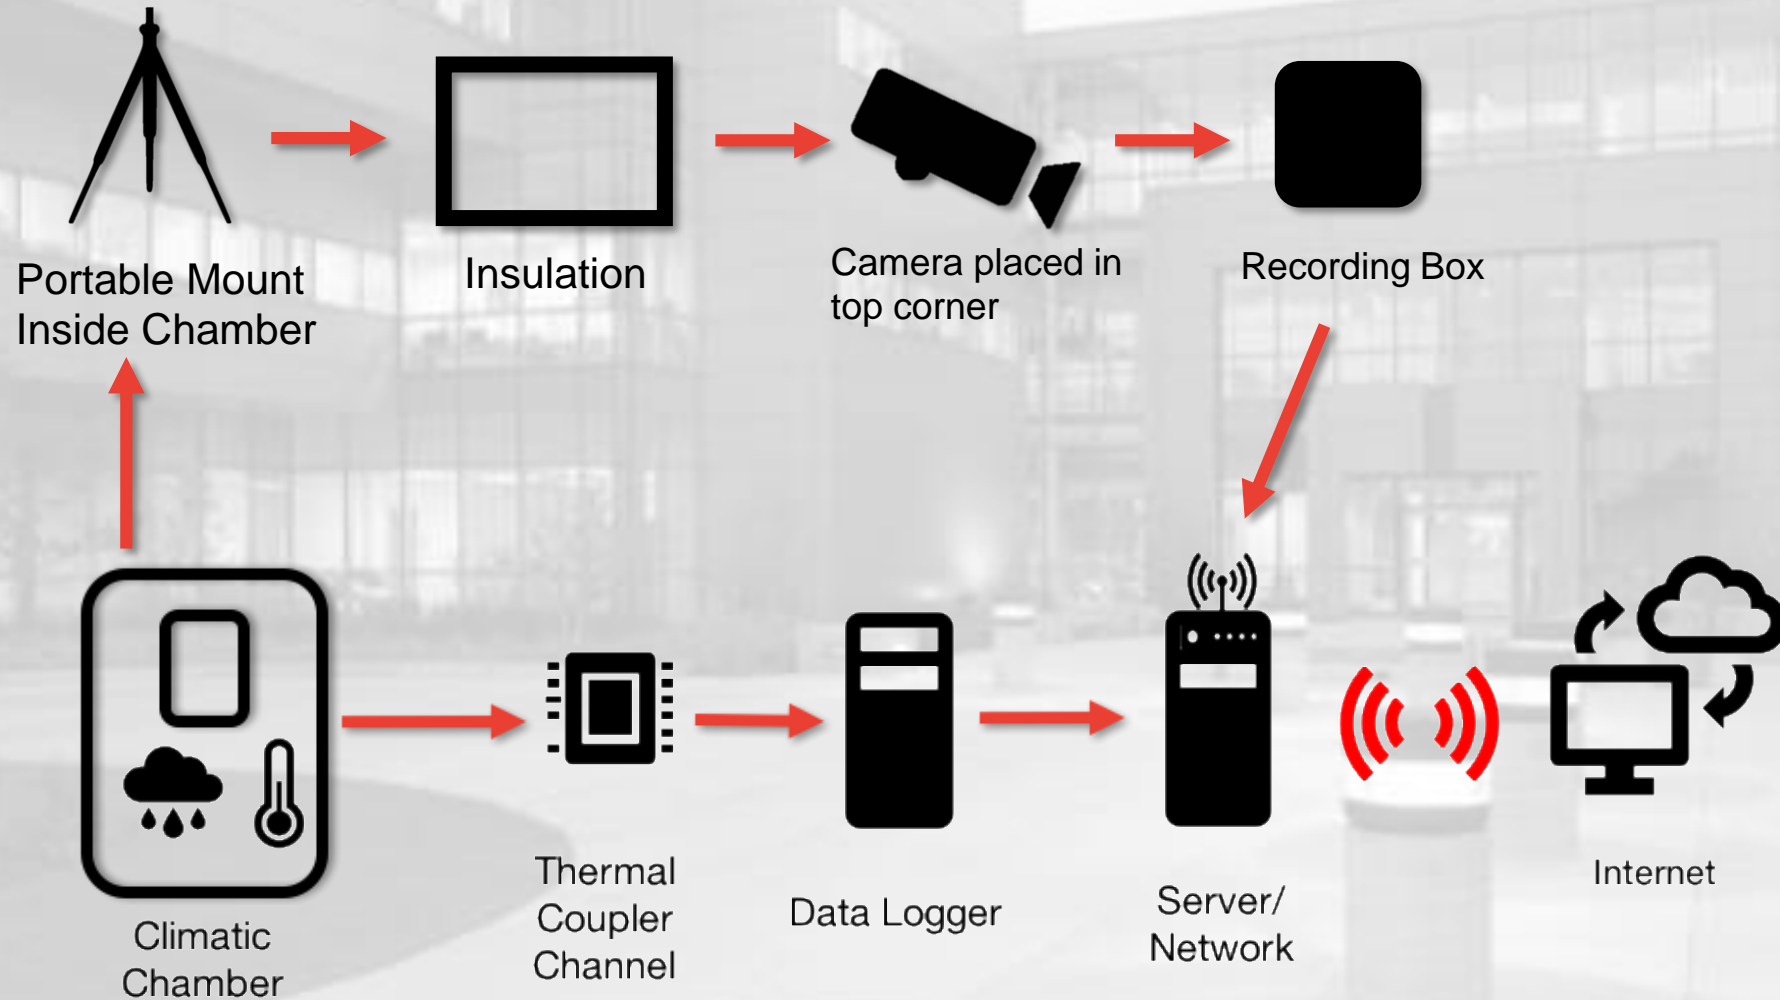 Portable Mount
Inside Chamber
Insulation
Camera placed in
top corner
Recording Box
Climatic
Chamber
Thermal
Coupler
Channel
Data Logger
Server/
Network
Internet